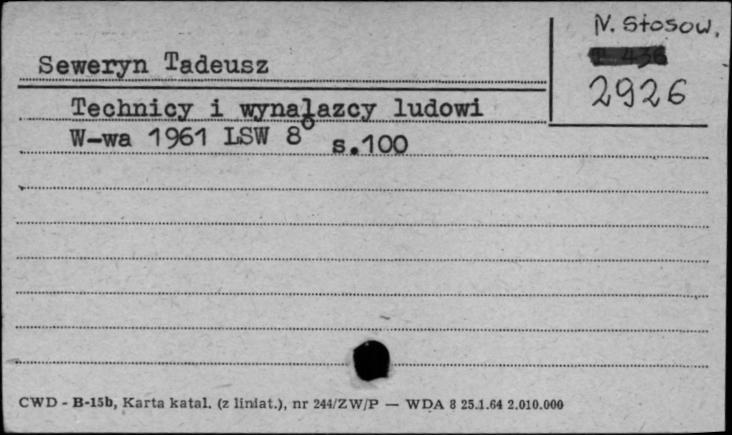 N. Stosow.
2926
Seweryn Tadeusz
Technicy i wynalazcy ludowi
W-wa 1961 LSW 8° s.100
CWD - B-15b, Karta katal. (z liniat.), nr 244/ZW/P — WDA 8 25.1.64 2.010.000